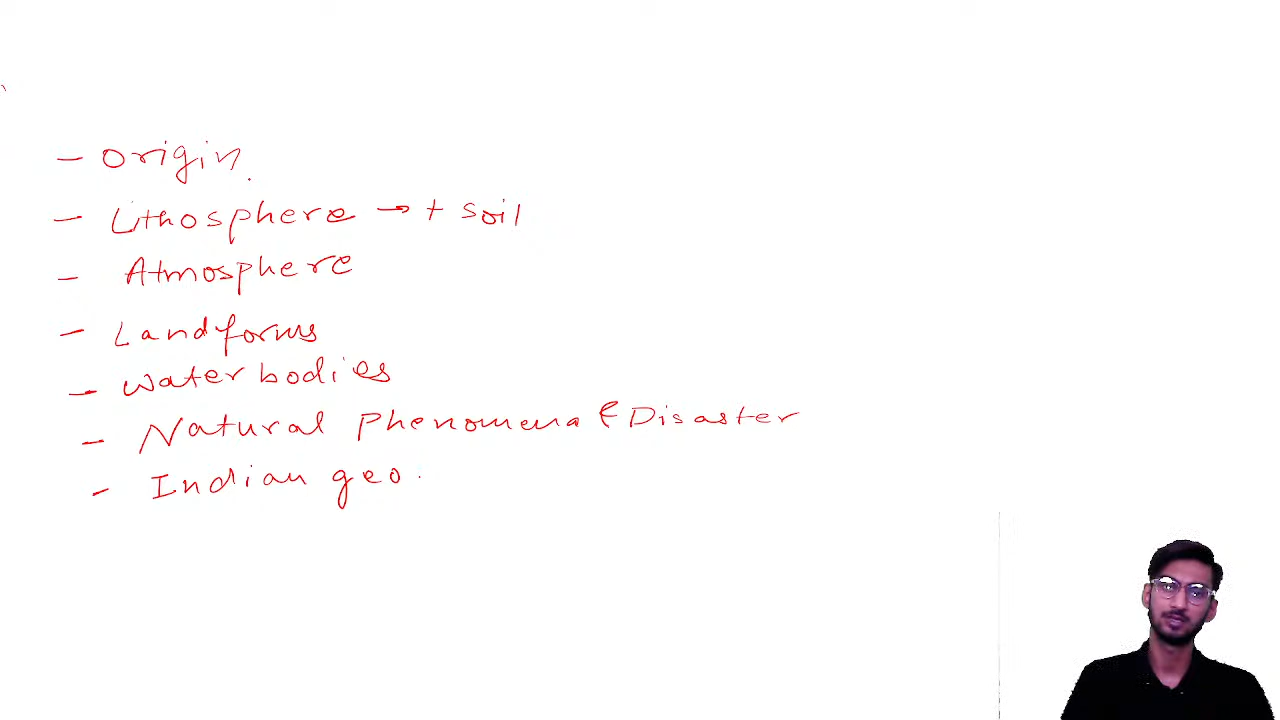 - Origin.
- Lithosphere → + Soil
- Atmosphere
- Landforms
- Water bodies
- Natural Phenomena & Disaster
- Indian geo.